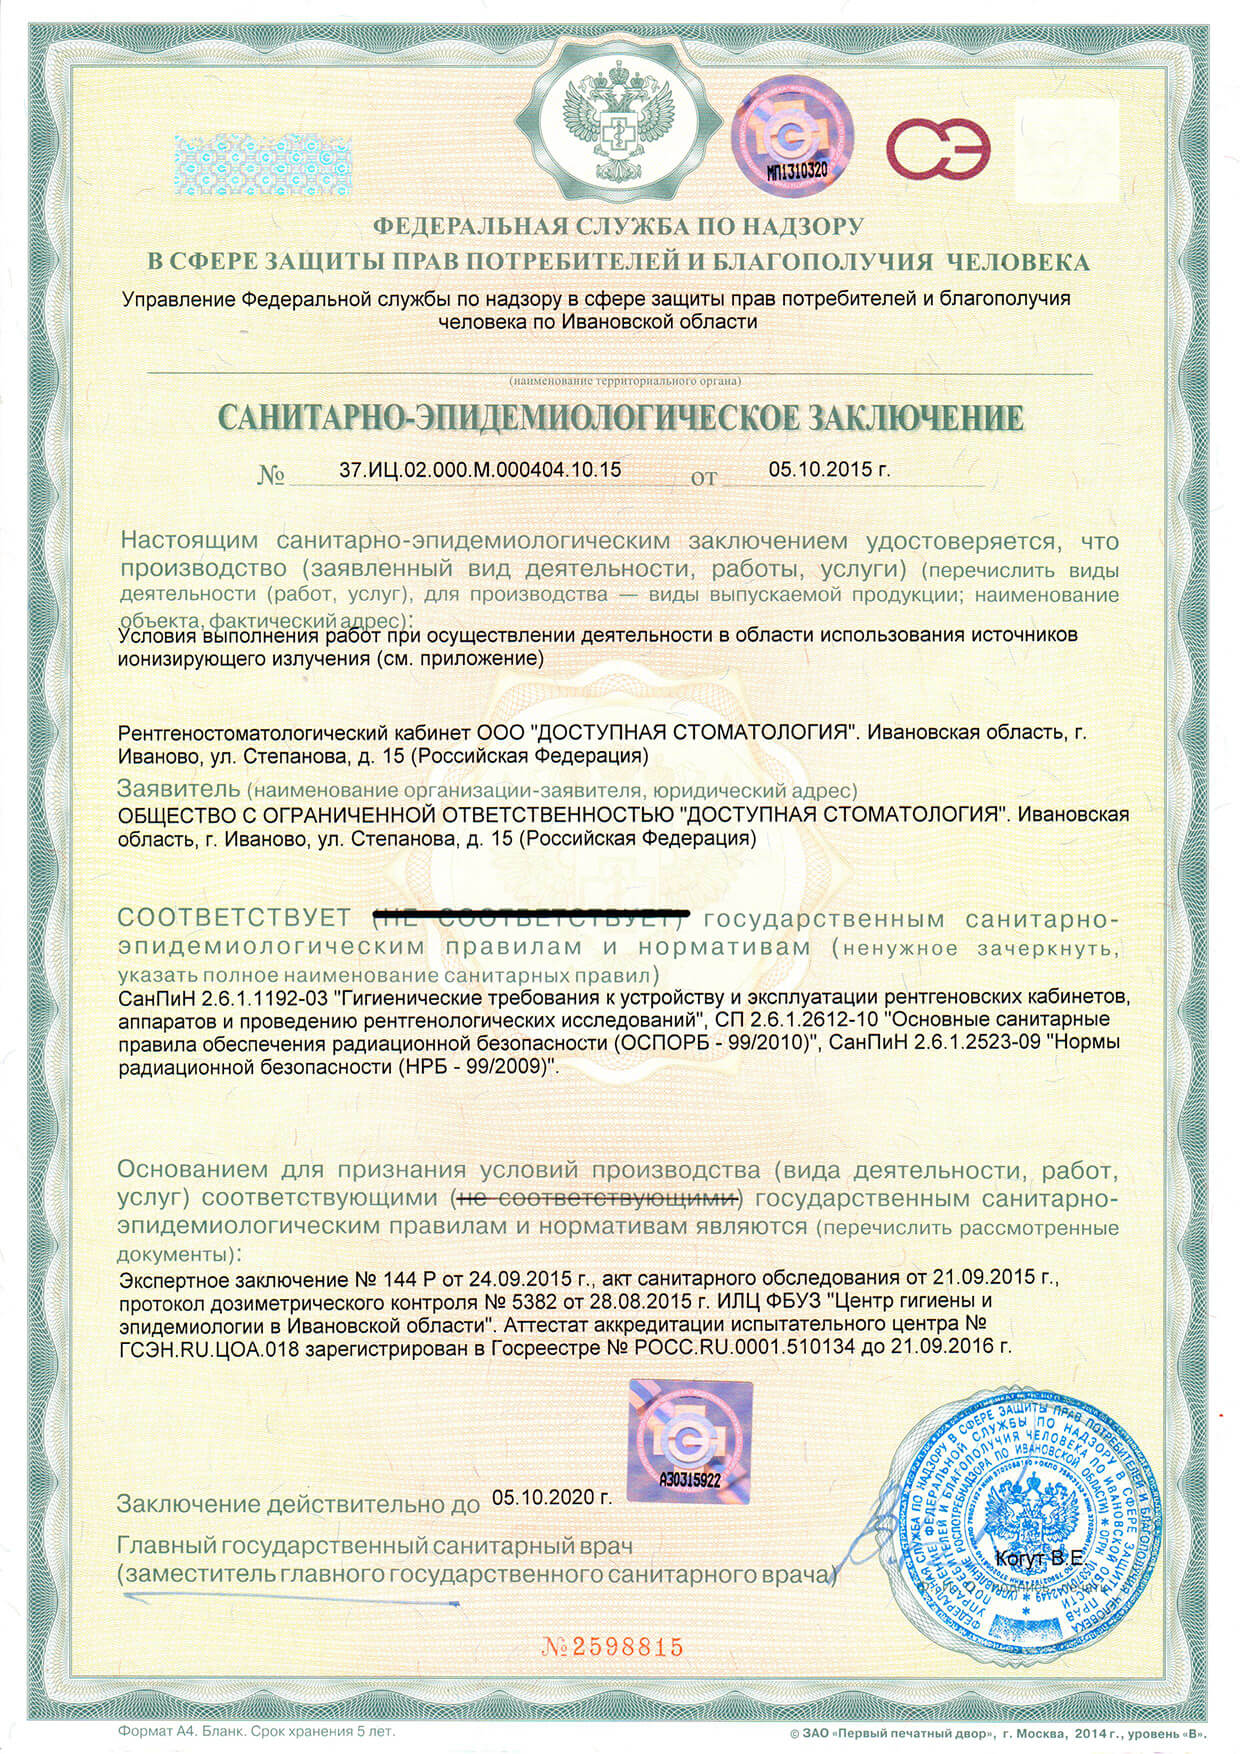 МП1310320
СЭ
ФЕДЕРАЛЬНАЯ СЛУЖБА ПО НАДЗОРУ
В СФЕРЕ ЗАЩИТЫ ПРАВ ПОТРЕБИТЕЛЕЙ И БЛАГОПОЛУЧИЯ ЧЕЛОВЕКА
Управление Федеральной службы по надзору в сфере защиты прав потребителей и благополучия
человека по Ивановской области
(наименование территориального органа)
САНИТАРНО-ЭПИДЕМИОЛОГИЧЕСКОЕ ЗАКЛЮЧЕНИЕ
№ 37.ИЦ.02.000.М.000404.10.15 от 05.10.2015 г.
Настоящим санитарно-эпидемиологическим заключением удостоверяется, что
производство (заявленный вид деятельности, работы, услуги) (перечислить виды
деятельности (работ, услуг), для производства — виды выпускаемой продукции; наименование
объекта, фактический адрес):
Условия выполнения работ при осуществлении деятельности в области использования источников
ионизирующего излучения (см. приложение)
Рентгеностоматологический кабинет ООО "ДОСТУПНАЯ СТОМАТОЛОГИЯ". Ивановская область, г.
Иваново, ул. Степанова, д. 15 (Российская Федерация)
Заявитель (наименование организации-заявителя, юридический адрес)
ОБЩЕСТВО С ОГРАНИЧЕННОЙ ОТВЕТСТВЕННОСТЬЮ "ДОСТУПНАЯ СТОМАТОЛОГИЯ". Ивановская
область, г. Иваново, ул. Степанова, д. 15 (Российская Федерация)
СООТВЕТСТВУЕТ (НЕ СООТВЕТСТВУЕТ) государственным санитарно-
эпидемиологическим правилам и нормативам (ненужное зачеркнуть,
указать полное наименование санитарных правил)
СанПиН 2.6.1.1192-03 "Гигиенические требования к устройству и эксплуатации рентгеновских кабинетов,
аппаратов и проведению рентгенологических исследований", СП 2.6.1.2612-10 "Основные санитарные
правила обеспечения радиационной безопасности (ОСПОРБ - 99/2010)", СанПиН 2.6.1.2523-09 "Нормы
радиационной безопасности (НРБ - 99/2009)".
Основанием для признания условий производства (вида деятельности, работ,
услуг) соответствующими (не соответствующими) государственным санитарно-
эпидемиологическим правилам и нормативам являются (перечислить рассмотренные
документы):
Экспертное заключение № 144 Р от 24.09.2015 г., акт санитарного обследования от 21.09.2015 г.,
протокол дозиметрического контроля № 5382 от 28.08.2015 г. ИЛЦ ФБУЗ "Центр гигиены и
эпидемиологии в Ивановской области". Аттестат аккредитации испытательного центра №
ГСЭН.RU.ЦОА.018 зарегистрирован в Госреестре № РОСС.RU.0001.510134 до 21.09.2016 г.
А30315922
Заключение действительно до 05.10.2020 г.
Главный государственный санитарный врач
(заместитель главного государственного санитарного врача)
Когут В.Е.
№2598815
Формат А4. Бланк. Срок хранения 5 лет.
© ЗАО «Первый печатный двор», г. Москва, 2014 г., уровень «В».